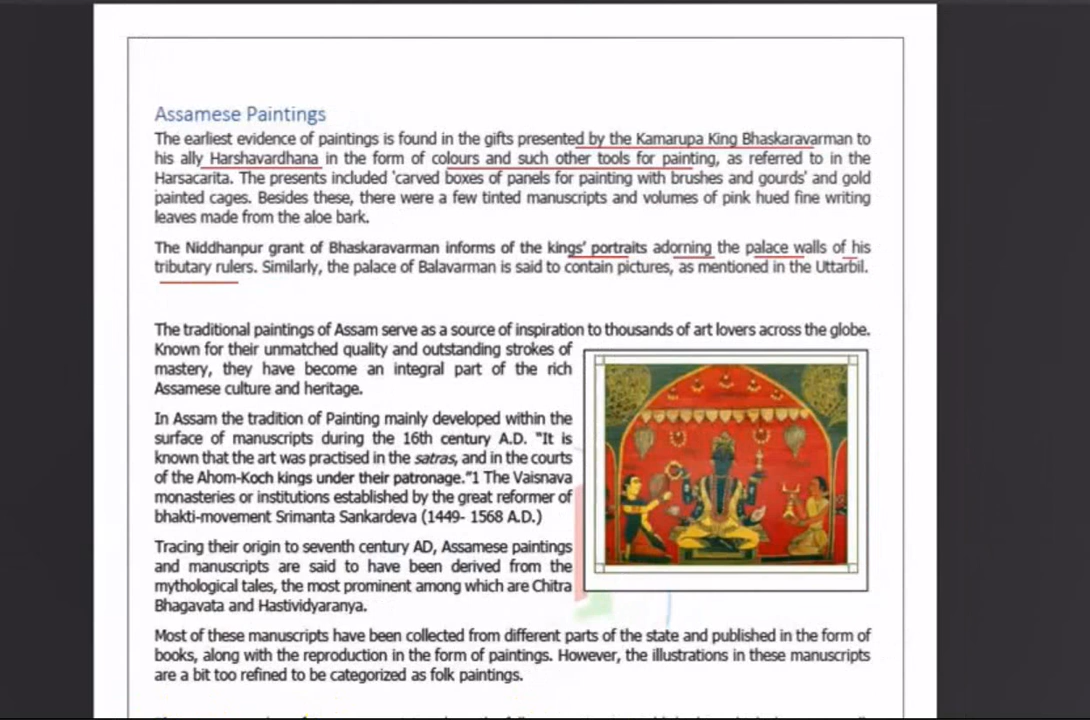 Assamese Paintings
The earliest evidence of paintings is found in the gifts presented by the Kamarupa King Bhaskaravarman to
his ally Harshavardhana in the form of colours and such other tools for painting, as referred to in the
Harsacarita. The presents included 'carved boxes of panels for painting with brushes and gourds' and gold
painted cages. Besides these, there were a few tinted manuscripts and volumes of pink hued fine writing
leaves made from the aloe bark.
The Niddhanpur grant of Bhaskaravarman informs of the kings' portraits adorning the palace walls of his
tributary rulers. Similarly, the palace of Balavarman is said to contain pictures, as mentioned in the Uttarbil.
The traditional paintings of Assam serve as a source of inspiration to thousands of art lovers across the globe.
Known for their unmatched quality and outstanding strokes of
mastery, they have become an integral part of the rich
Assamese culture and heritage.
In Assam the tradition of Painting mainly developed within the
surface of manuscripts during the 16th century A.D. "It is
known that the art was practised in the satras, and in the courts
of the Ahom-Koch kings under their patronage."1 The Vaisnava
monasteries or institutions established by the great reformer of
bhakti-movement Srimanta Sankardeva (1449- 1568 A.D.)
Tracing their origin to seventh century AD, Assamese paintings
and manuscripts are said to have been derived from the
mythological tales, the most prominent among which are Chitra
Bhagavata and Hastividyaranya.
Most of these manuscripts have been collected from different parts of the state and published in the form of
books, along with the reproduction in the form of paintings. However, the illustrations in these manuscripts
are a bit too refined to be categorized as folk paintings.